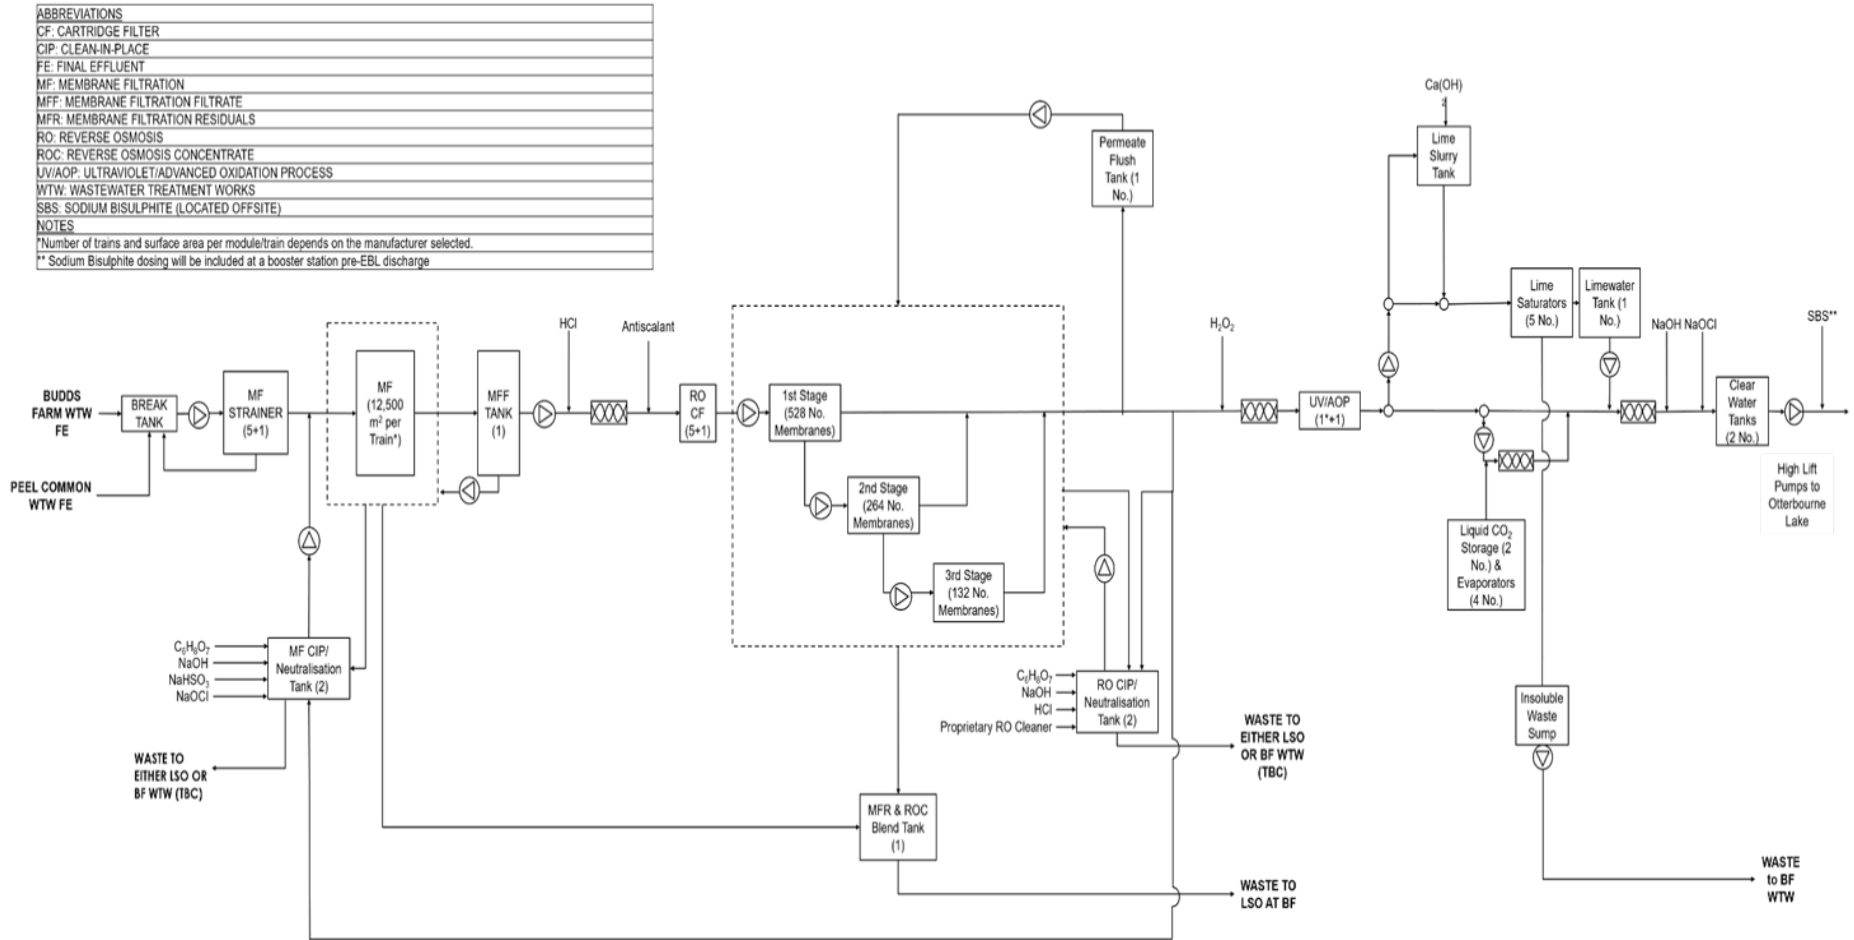 ABBREVIATIONS
CF: CARTRIDGE FILTER
CIP: CLEAN-IN-PLACE
FE: FINAL EFFLUENT
MF: MEMBRANE FILTRATION
MFF: MEMBRANE FILTRATION FILTRATE
MFR: MEMBRANE FILTRATION RESIDUALS
RO: REVERSE OSMOSIS
ROC: REVERSE OSMOSIS CONCENTRATE
UV/AOP: ULTRAVIOLET/ADVANCED OXIDATION PROCESS
WTW: WASTEWATER TREATMENT WORKS
SBS: SODIUM BISULPHITE (LOCATED OFFSITE)
NOTES
*Number of trains and surface area per module/train depends on the manufacturer selected.
** Sodium Bisulphite dosing will be included at a booster station pre-EBL discharge
BUDDS
FARM WTW
FE
PEEL COMMON
WTW FE
BREAK
TANK
MF
STRAINER
(5+1)
MF
(12,500
m² per
Train*)
MFF
TANK
(1)
HCl
Antiscalant
RO
CF
(5+1)
1st Stage
(528 No.
Membranes)
2nd Stage
(264 No.
Membranes)
3rd Stage
(132 No.
Membranes)
Permeate
Flush
Tank (1
No.)
H₂O₂
UV/AOP
(1*+1)
Ca(OH)
2
Lime
Slurry
Tank
Lime
Saturators
(5 No.)
Limewater
Tank (1
No.)
NaOH NaOCl
SBS**
Clear
Water
Tanks
(2 No.)
High Lift
Pumps to
Otterbourne
Lake
Liquid CO₂
Storage (2
No.) &
Evaporators
(4 No.)
Insoluble
Waste
Sump
WASTE
to BF
WTW
C₆H₈O₇
NaOH
NaHSO₃
NaOCl
MF CIP/
Neutralisation
Tank (2)
WASTE TO
EITHER LSO OR
BF WTW (TBC)
C₆H₈O₇
NaOH
HCl
Proprietary RO Cleaner
RO CIP/
Neutralisation
Tank (2)
WASTE TO
EITHER LSO
OR BF WTW
(TBC)
MFR & ROC
Blend Tank
(1)
WASTE TO
LSO AT BF